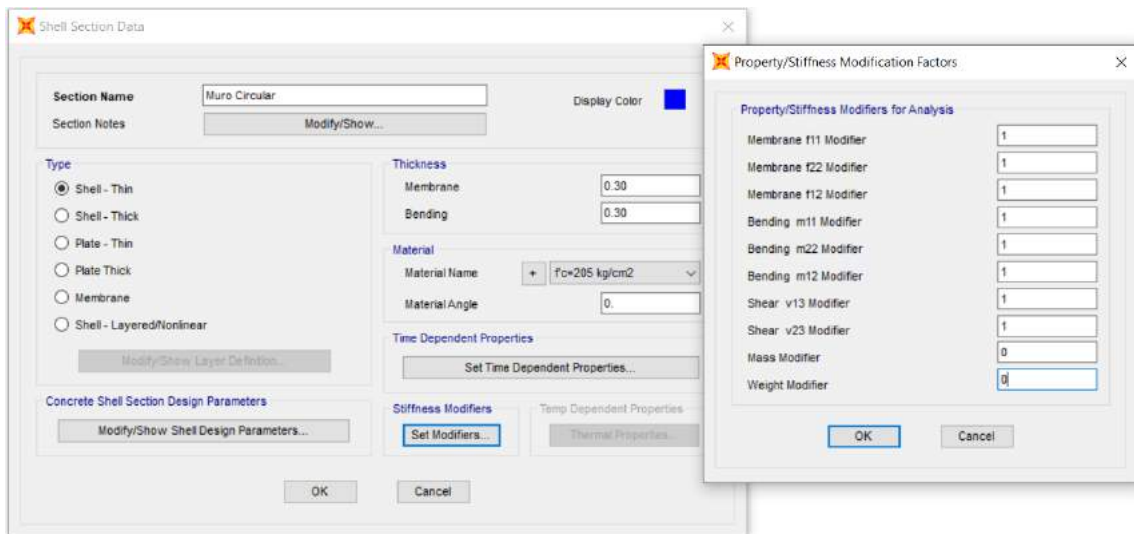 Shell Section Data
Section Name Muro Circular Display Color
Section Notes Modify/Show...
Type
Shell - Thin
Shell - Thick
Plate - Thin
Plate Thick
Membrane
Shell - Layered/Nonlinear
Modify/Show Layer Definition...
Concrete Shell Section Design Parameters
Modify/Show Shell Design Parameters...
Thickness
Membrane 0.30
Bending 0.30
Material
Material Name + f'c=205 kg/cm2
Material Angle 0.
Time Dependent Properties
Set Time Dependent Properties...
Stiffness Modifiers
Set Modifiers...
Temp Dependent Properties
Thermal Properties...
OK Cancel
Property/Stiffness Modification Factors
Property/Stiffness Modifiers for Analysis
Membrane f11 Modifier 1
Membrane f22 Modifier 1
Membrane f12 Modifier 1
Bending m11 Modifier 1
Bending m22 Modifier 1
Bending m12 Modifier 1
Shear v13 Modifier 1
Shear v23 Modifier 1
Mass Modifier 0
Weight Modifier 0
OK Cancel